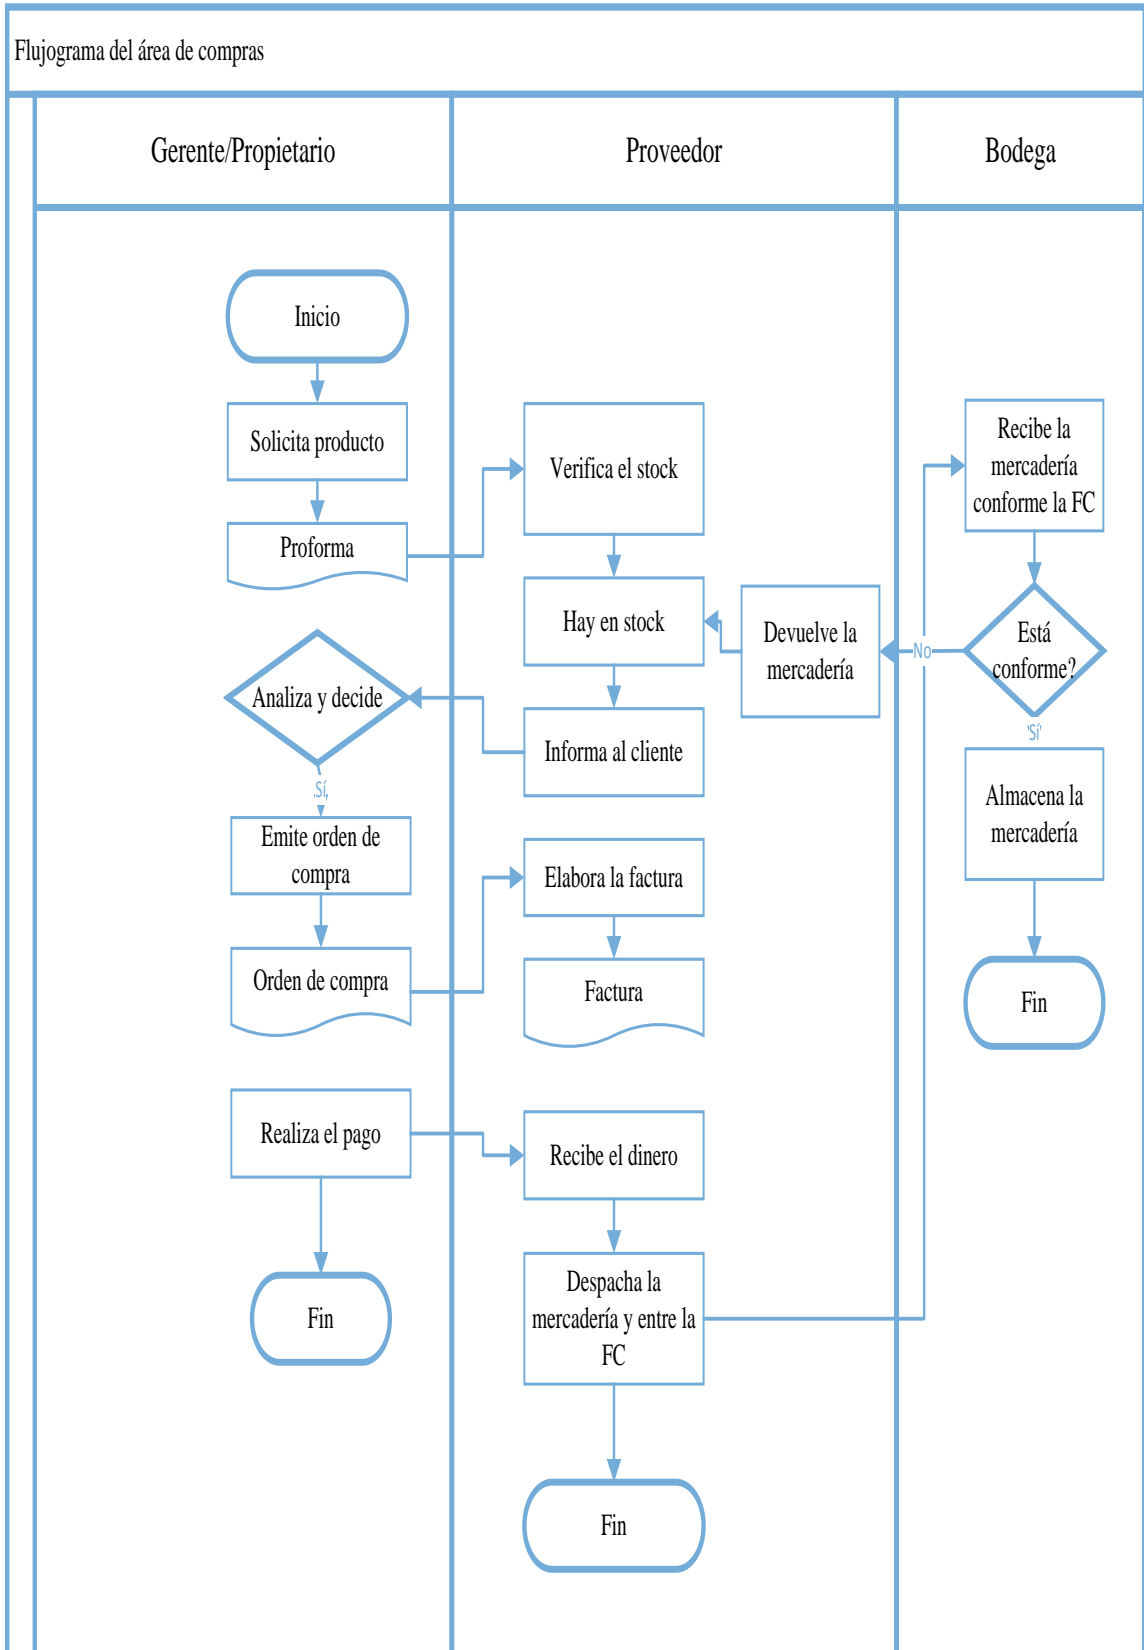 Flujograma del área de compras
Gerente/Propietario
Proveedor
Bodega
Inicio
Solicita producto
Proforma
Analiza y decide
Sí
Emite orden de
compra
Orden de compra
Realiza el pago
Fin
Verifica el stock
Hay en stock
Devuelve la
mercadería
Informa al cliente
Elabora la factura
Factura
Recibe el dinero
Despacha la
mercadería y entre la
FC
Fin
Recibe la
mercadería
conforme la FC
Está
conforme?
No
Sí
Almacena la
mercadería
Fin